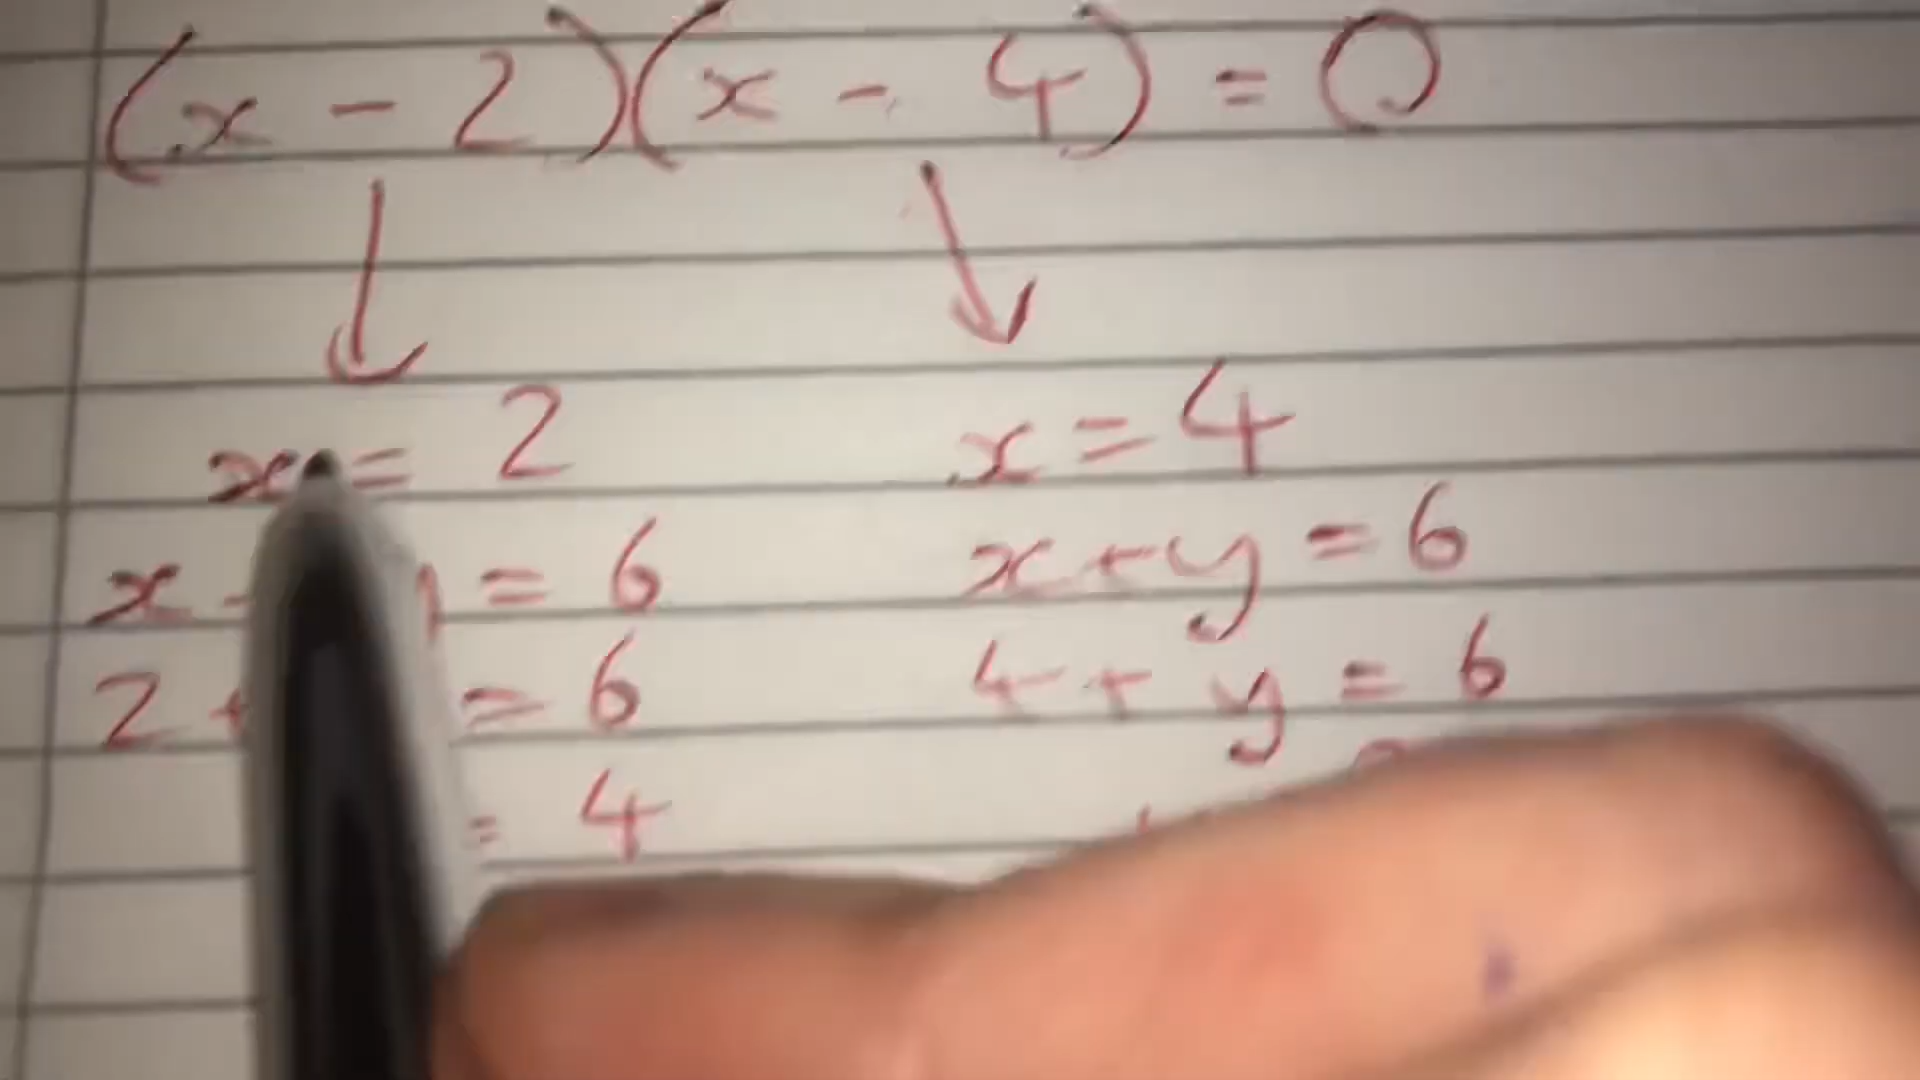 (x - 2)(x - 4) = 0
x = 2
x = 4
x - y = 6
x + y = 6
2 + = 6
4 + y = 6
= 4